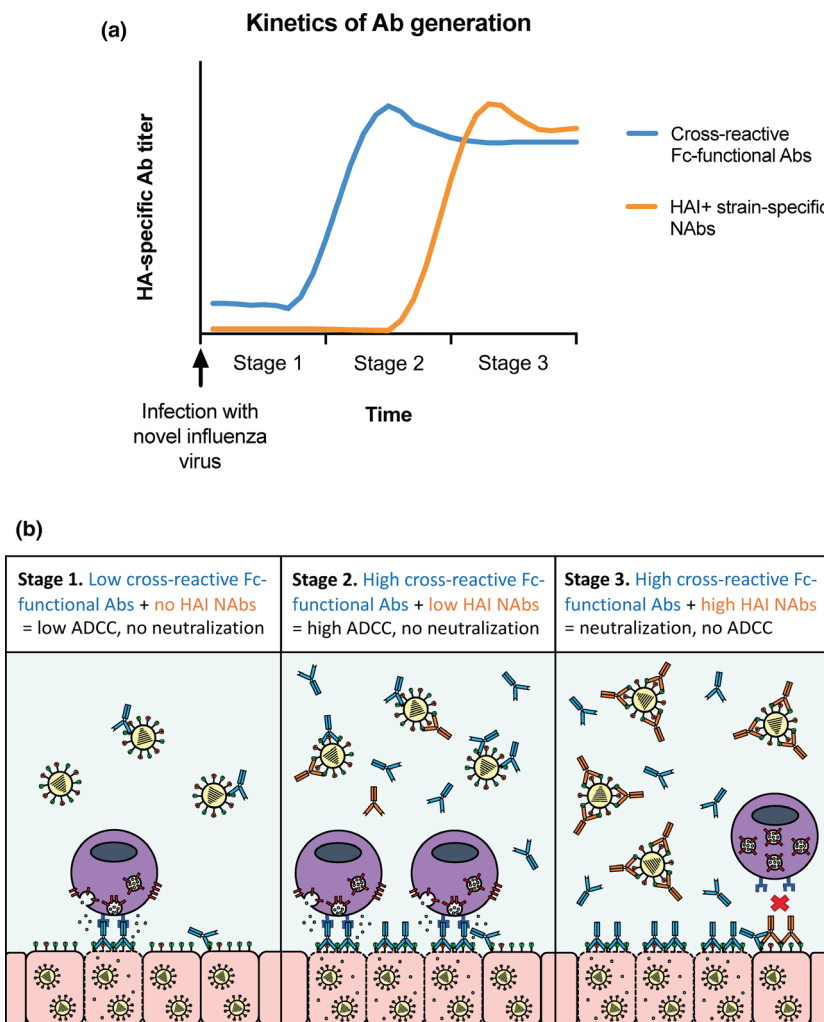 (a)
Kinetics of Ab generation
HA-specific Ab titer
Cross-reactive
Fc-functional Abs
HAI+ strain-specific
NAbs
Stage 1
Stage 2
Stage 3
Infection with
novel influenza
virus
Time
(b)
Stage 1. Low cross-reactive Fc-
functional Abs + no HAI NAbs
= low ADCC, no neutralization
Stage 2. High cross-reactive Fc-
functional Abs + low HAI NAbs
= high ADCC, no neutralization
Stage 3. High cross-reactive Fc-
functional Abs + high HAI NAbs
= neutralization, no ADCC